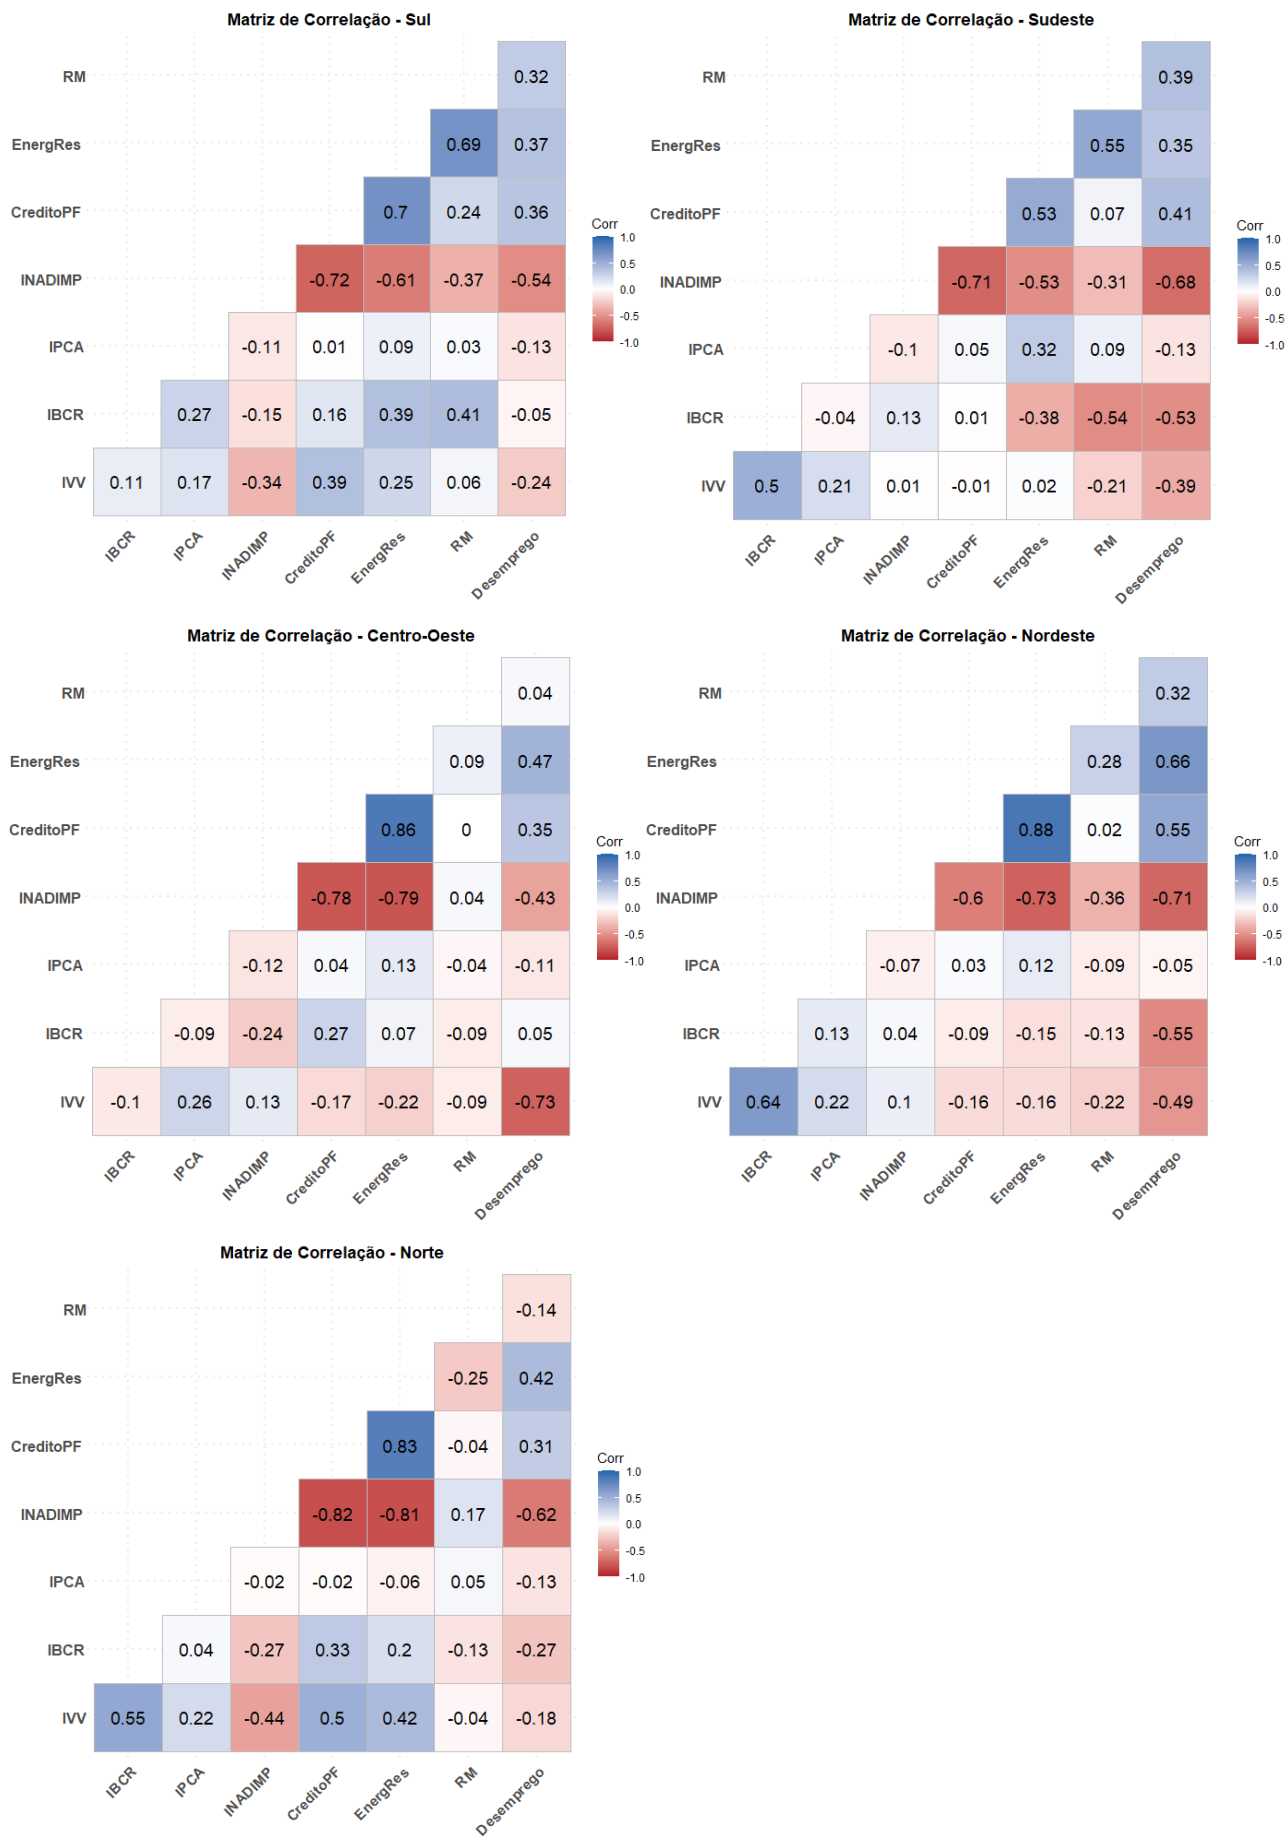 Matriz de Correlação - Sul
RM 0.32
EnergRes 0.69 0.37
CreditoPF 0.7 0.24 0.36
INADIMP -0.72 -0.61 -0.37 -0.54
IPCA -0.11 0.01 0.09 0.03 -0.13
IBCR 0.27 -0.15 0.16 0.39 0.41 -0.05
IVV 0.11 0.17 -0.34 0.39 0.25 0.06 -0.24
IBCR IPCA INADIMP CreditoPF EnergRes RM Desemprego
Corr
1.0
0.5
0.0
-0.5
-1.0
Matriz de Correlação - Sudeste
RM 0.39
EnergRes 0.55 0.35
CreditoPF 0.53 0.07 0.41
INADIMP -0.71 -0.53 -0.31 -0.68
IPCA -0.1 0.05 0.32 0.09 -0.13
IBCR -0.04 0.13 0.01 -0.38 -0.54 -0.53
IVV 0.5 0.21 0.01 -0.01 0.02 -0.21 -0.39
IBCR IPCA INADIMP CreditoPF EnergRes RM Desemprego
Corr
1.0
0.5
0.0
-0.5
-1.0
Matriz de Correlação - Centro-Oeste
RM 0.04
EnergRes 0.09 0.47
CreditoPF 0.86 0 0.35
INADIMP -0.78 -0.79 0.04 -0.43
IPCA -0.12 0.04 0.13 -0.04 -0.11
IBCR -0.09 -0.24 0.27 0.07 -0.09 0.05
IVV -0.1 0.26 0.13 -0.17 -0.22 -0.09 -0.73
IBCR IPCA INADIMP CreditoPF EnergRes RM Desemprego
Corr
1.0
0.5
0.0
-0.5
-1.0
Matriz de Correlação - Nordeste
RM 0.32
EnergRes 0.28 0.66
CreditoPF 0.88 0.02 0.55
INADIMP -0.6 -0.73 -0.36 -0.71
IPCA -0.07 0.03 0.12 -0.09 -0.05
IBCR 0.13 0.04 -0.09 -0.15 -0.13 -0.55
IVV 0.64 0.22 0.1 -0.16 -0.16 -0.22 -0.49
IBCR IPCA INADIMP CreditoPF EnergRes RM Desemprego
Corr
1.0
0.5
0.0
-0.5
-1.0
Matriz de Correlação - Norte
RM -0.14
EnergRes -0.25 0.42
CreditoPF 0.83 -0.04 0.31
INADIMP -0.82 -0.81 0.17 -0.62
IPCA -0.02 -0.02 -0.06 0.05 -0.13
IBCR 0.04 -0.27 0.33 0.2 -0.13 -0.27
IVV 0.55 0.22 -0.44 0.5 0.42 -0.04 -0.18
IBCR IPCA INADIMP CreditoPF EnergRes RM Desemprego
Corr
1.0
0.5
0.0
-0.5
-1.0